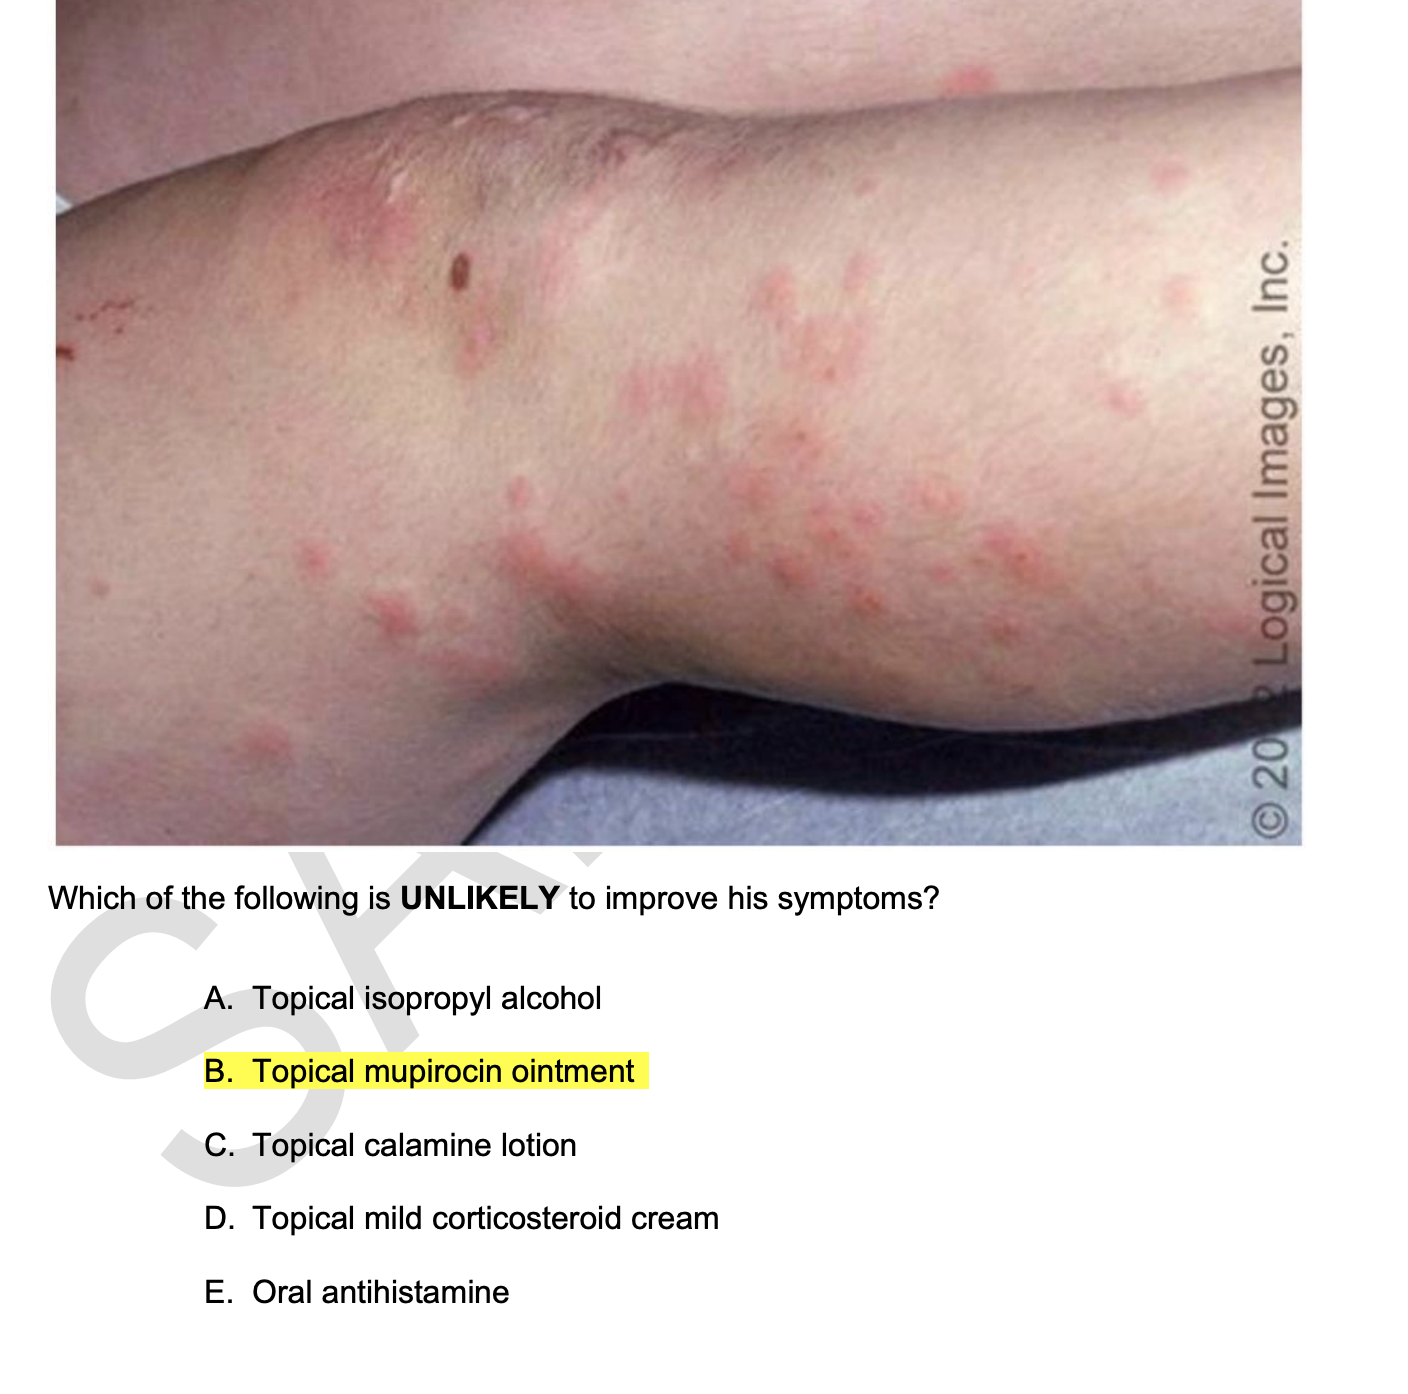 © 20 2 Logical Images, Inc.
Which of the following is UNLIKELY to improve his symptoms?
A. Topical isopropyl alcohol
B. Topical mupirocin ointment
C. Topical calamine lotion
D. Topical mild corticosteroid cream
E. Oral antihistamine